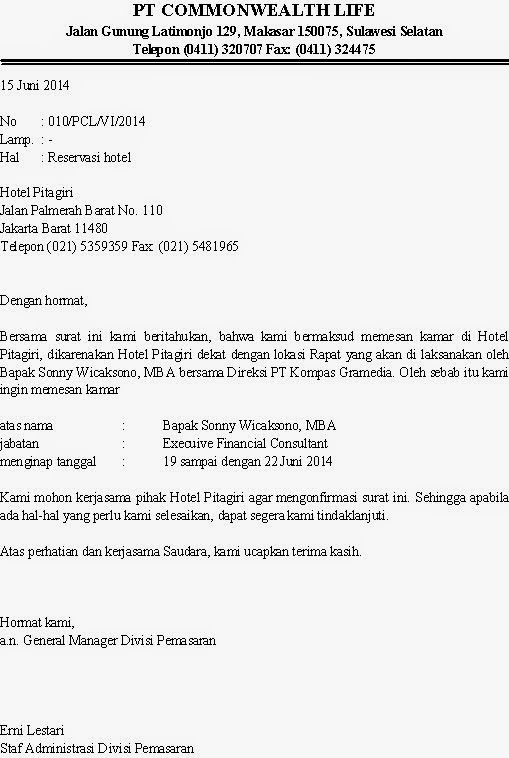 PT COMMONWEALTH LIFE
Jalan Gunung Latimonjo 129, Makasar 150075, Sulawesi Selatan
Telepon (0411) 320707 Fax: (0411) 324475
15 Juni 2014
No : 010/PCL/VI/2014
Lamp. : -
Hal : Reservasi hotel
Hotel Pitagiri
Jalan Palmerah Barat No. 110
Jakarta Barat 11480
Telepon (021) 5359359 Fax (021) 5481965
Dengan hormat,
Bersama surat ini kami beritahukan, bahwa kami bermaksud memesan kamar di Hotel
Pitagiri, dikarenakan Hotel Pitagiri dekat dengan lokasi Rapat yang akan di laksanakan oleh
Bapak Sonny Wicaksono, MBA bersama Direksi PT Kompas Gramedia. Oleh sebab itu kami
ingin memesan kamar
atas nama : Bapak Sonny Wicaksono, MBA
jabatan : Execuive Financial Consultant
menginap tanggal : 19 sampai dengan 22 Juni 2014
Kami mohon kerjasama pihak Hotel Pitagiri agar mengonfirmasi surat ini. Sehingga apabila
ada hal-hal yang perlu kami selesaikan, dapat segera kami tindaklanjuti.
Atas perhatian dan kerjasama Saudara, kami ucapkan terima kasih.
Hormat kami,
a.n. General Manager Divisi Pemasaran
Erni Lestari
Staf Administrasi Divisi Pemasaran